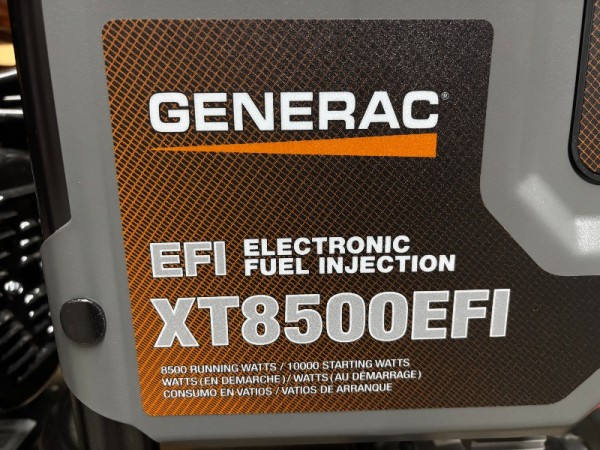 GENERAC®
EFI ELECTRONIC
FUEL INJECTION
XT8500EFI
8500 RUNNING WATTS / 10000 STARTING WATTS
WATTS (EN DEMARCHE) / WATTS (AU DÉMARRAGE)
CONSUMO EN VATIOS / VATIOS DE ARRANQUE